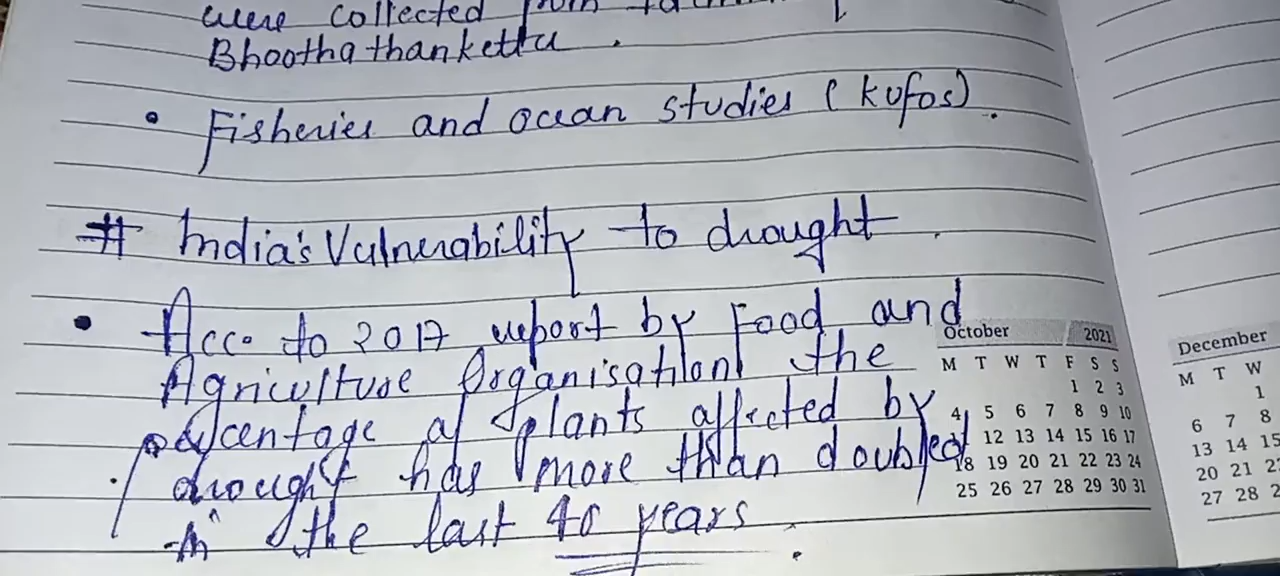 were collected from
Bhoothathankettu .
• Fisheries and ocean studies (kufos).
# India's Vulnerability to drought .
• Acc. to 2017 report by Food and
Agriculture Organisation the
percentage of plants affected by
drought has more than doubled
in the last 40 years .
October 2021
M T W T F S S
1 2 3
4 5 6 7 8 9 10
12 13 14 15 16 17
18 19 20 21 22 23 24
25 26 27 28 29 30 31
December
M T W
1
6 7 8
13 14 15
20 21
27 28